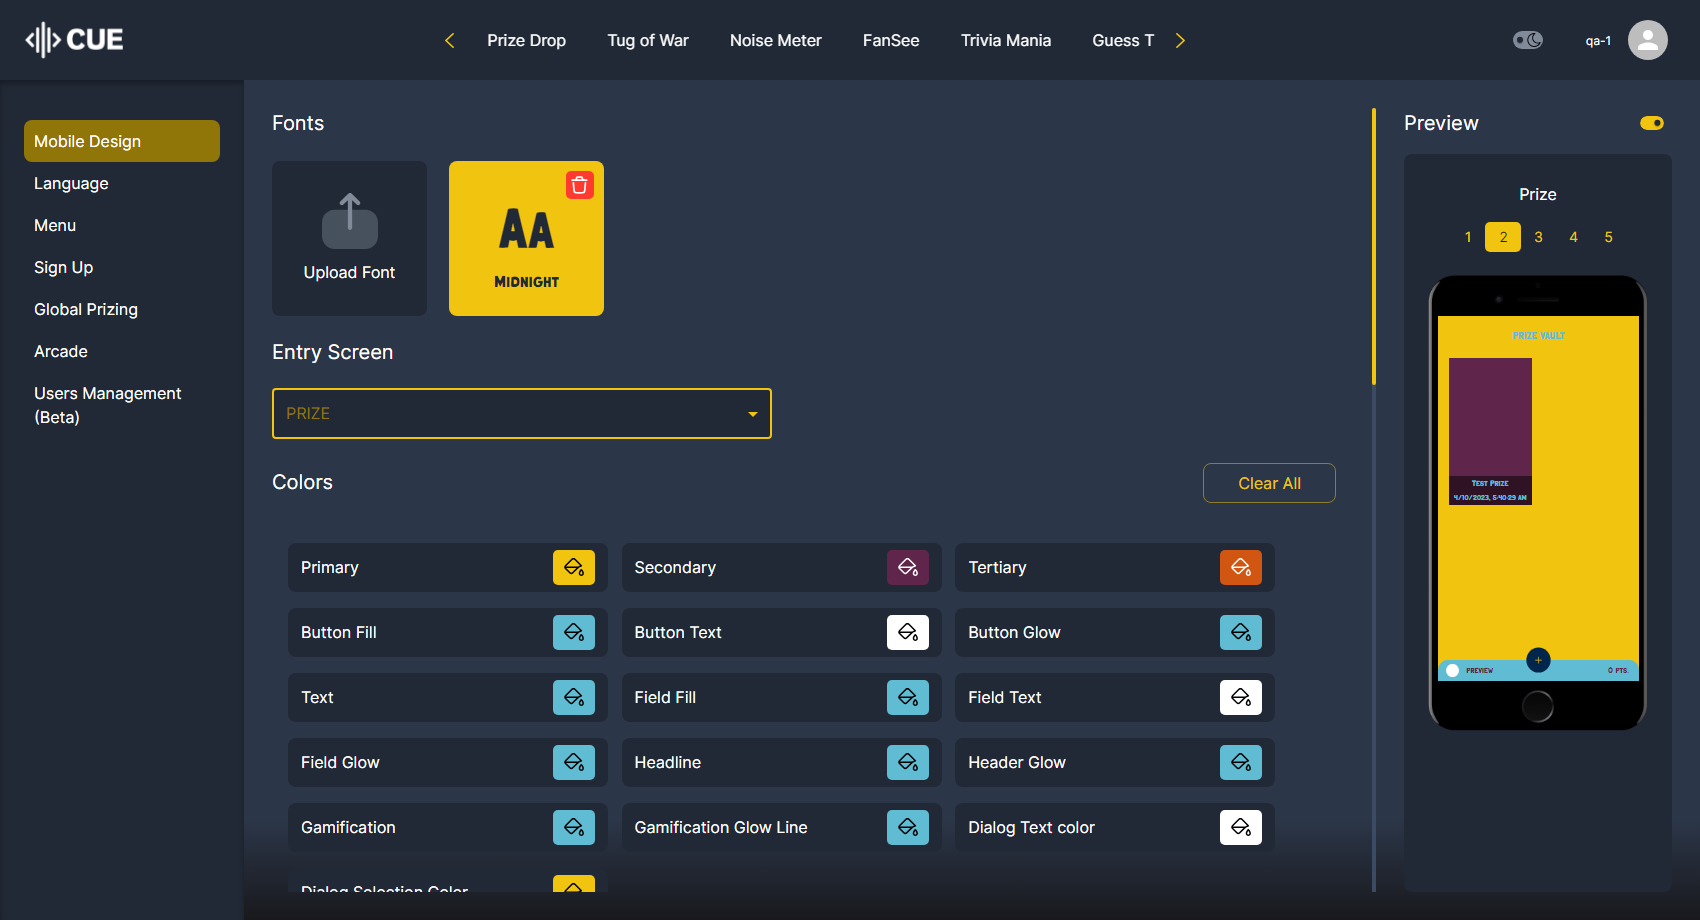 CUE
Prize Drop
Tug of War
Noise Meter
FanSee
Trivia Mania
Guess T
qa-1
Mobile Design
Language
Menu
Sign Up
Global Prizing
Arcade
Users Management
(Beta)
Fonts
Upload Font
AA
MIDNIGHT
Entry Screen
PRIZE
Colors
Clear All
Primary
Secondary
Tertiary
Button Fill
Button Text
Button Glow
Text
Field Fill
Field Text
Field Glow
Headline
Header Glow
Gamification
Gamification Glow Line
Dialog Text color
Dialog Selection Color
Preview
Prize
1 2 3 4 5
PRIZE VAULT
TEST PRIZE
4/10/2023, 5:40:29 AM
PREVIEW
0 PTS.